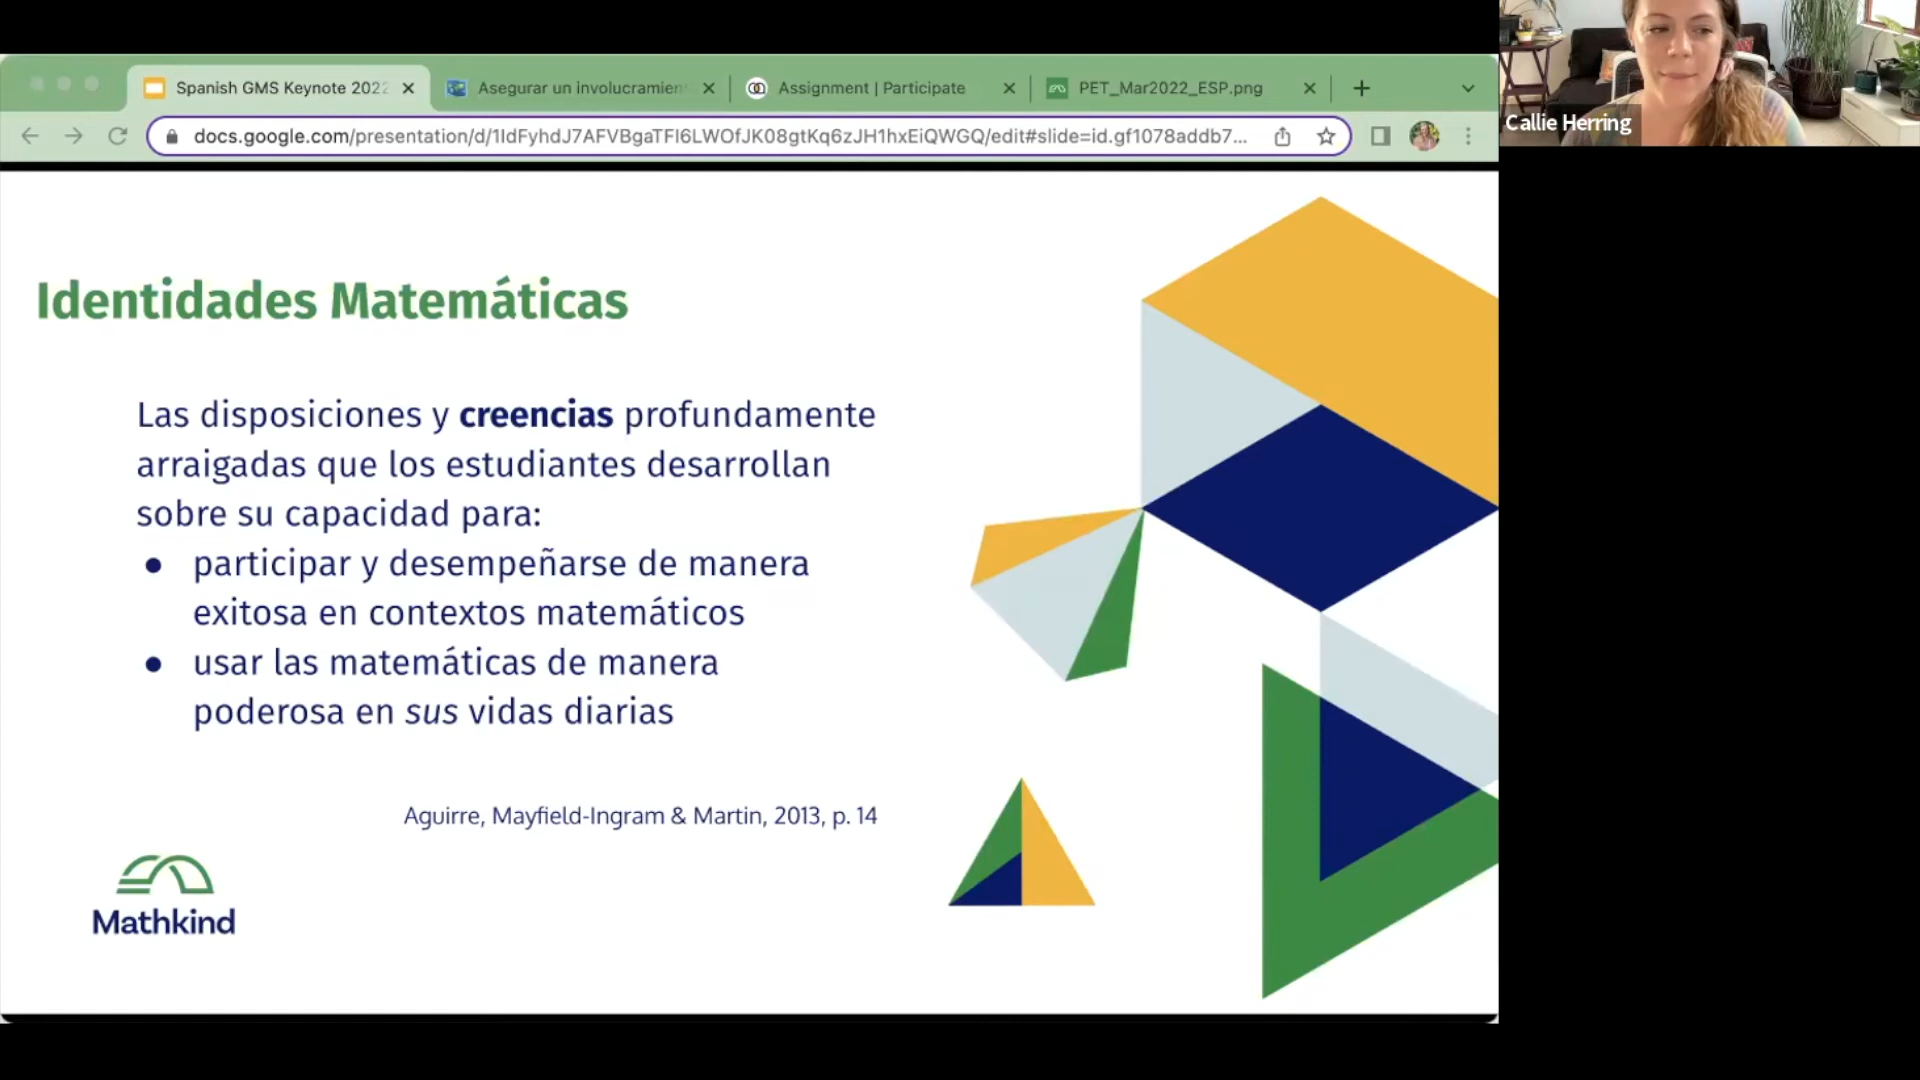 Spanish GMS Keynote 2022
Asegurar un involucramien
Assignment | Participate
PET_Mar2022_ESP.png
docs.google.com/presentation/d/1IdFyhdJ7AFVBgaTFI6LWOfJK08gtKq6zJH1hxEiQWGQ/edit#slide=id.gf1078addb7...
Callie Herring
Identidades Matemáticas
Las disposiciones y creencias profundamente
arraigadas que los estudiantes desarrollan
sobre su capacidad para:
● participar y desempeñarse de manera
exitosa en contextos matemáticos
● usar las matemáticas de manera
poderosa en sus vidas diarias
Aguirre, Mayfield-Ingram & Martin, 2013, p. 14
Mathkind